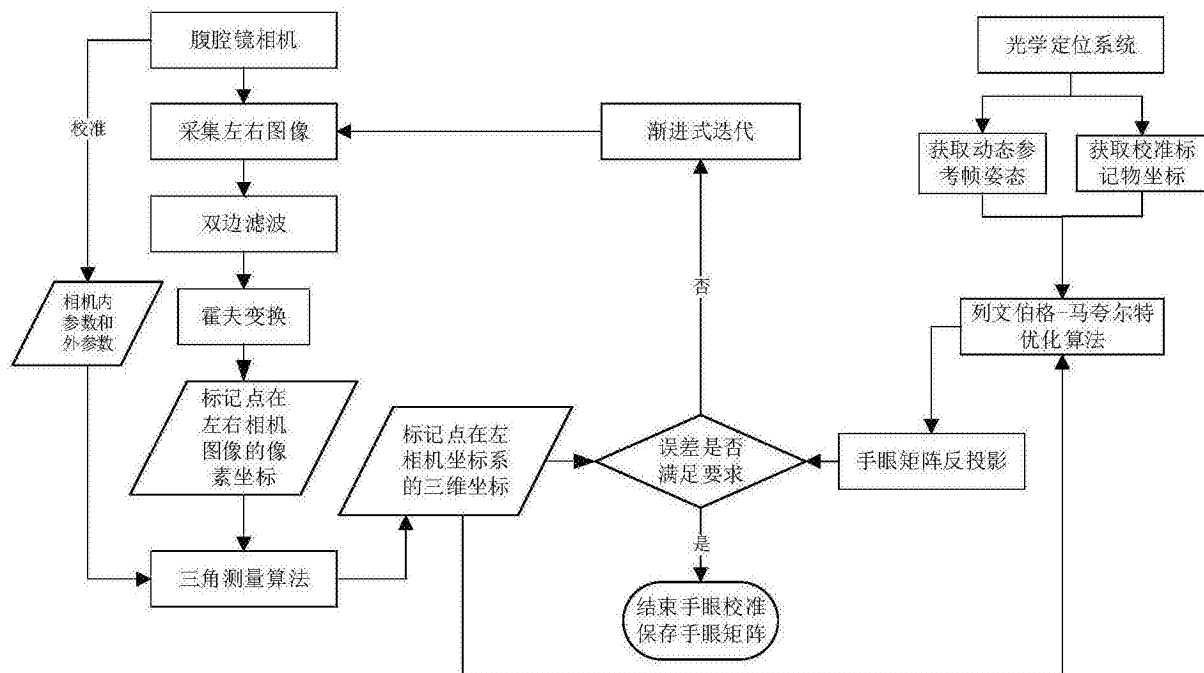 腹腔镜相机
光学定位系统
校准
采集左右图像
渐进式迭代
获取动态参
考帧姿态
获取校准标
记物坐标
双边滤波
否
相机内
参数和
外参数
霍夫变换
列文伯格-马夸尔特
优化算法
标记点在
左右相机
图像的像
素坐标
标记点在左
相机坐标系
的三维坐标
误差是否
满足要求
手眼矩阵反投影
是
三角测量算法
结束手眼校准
保存手眼矩阵